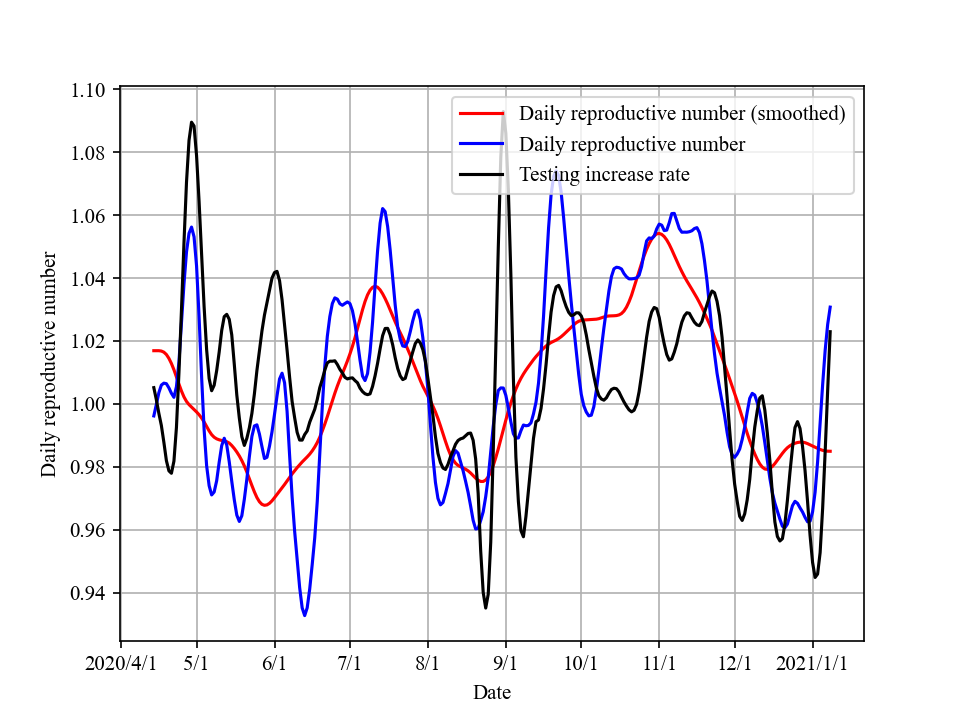 1.10
1.08
1.06
1.04
1.02
1.00
0.98
0.96
0.94
Daily reproductive number
Daily reproductive number (smoothed)
Daily reproductive number
Testing increase rate
2020/4/1 5/1 6/1 7/1 8/1 9/1 10/1 11/1 12/1 2021/1/1
Date